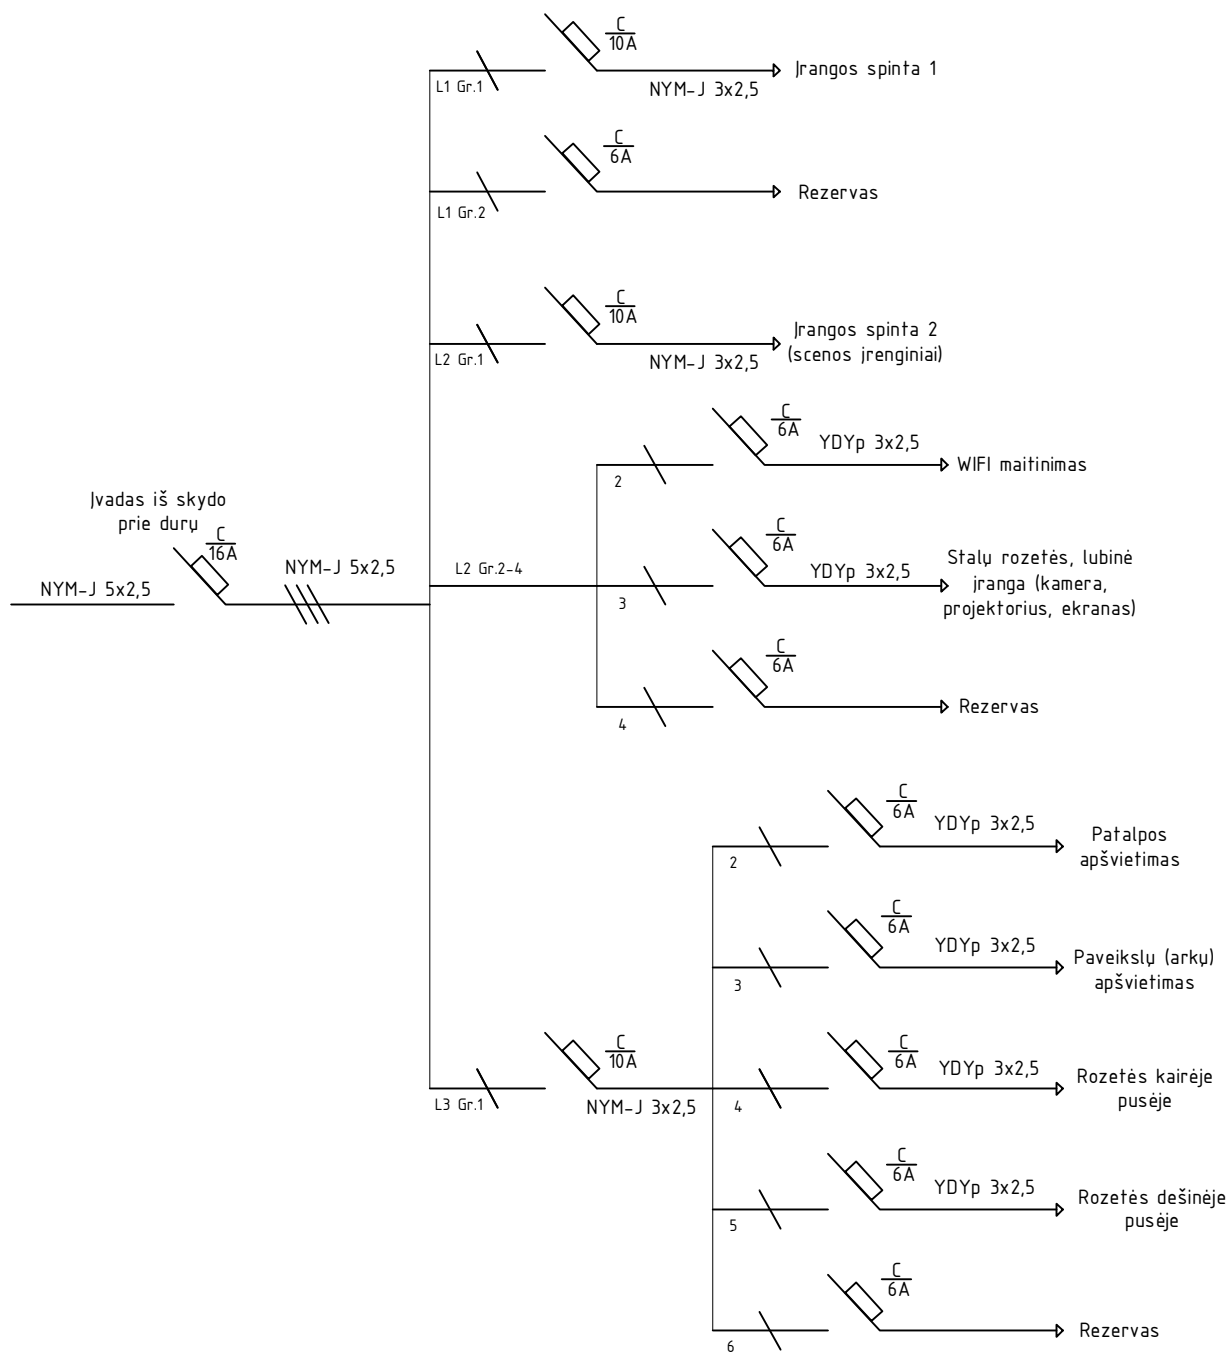 C
10A
Įrangos spinta 1
L1 Gr.1
NYM-J 3x2,5
C
6A
Rezervas
L1 Gr.2
C
10A
Įrangos spinta 2
(scenos įrenginiai)
L2 Gr.1
NYM-J 3x2,5
C
6A
YDYp 3x2,5
WIFI maitinimas
2
Įvadas iš skydo
prie durų
C
16A
NYM-J 5x2,5
NYM-J 5x2,5
L2 Gr.2-4
C
6A
YDYp 3x2,5
Stalų rozetės, lubinė
įranga (kamera,
projektorius, ekranas)
3
C
6A
Rezervas
4
C
6A
YDYp 3x2,5
Patalpos
apšvietimas
2
C
6A
YDYp 3x2,5
Paveikslų (arkų)
apšvietimas
3
C
10A
L3 Gr.1
NYM-J 3x2,5
C
6A
YDYp 3x2,5
Rozetės kairėje
pusėje
4
C
6A
YDYp 3x2,5
Rozetės dešinėje
pusėje
5
C
6A
Rezervas
6